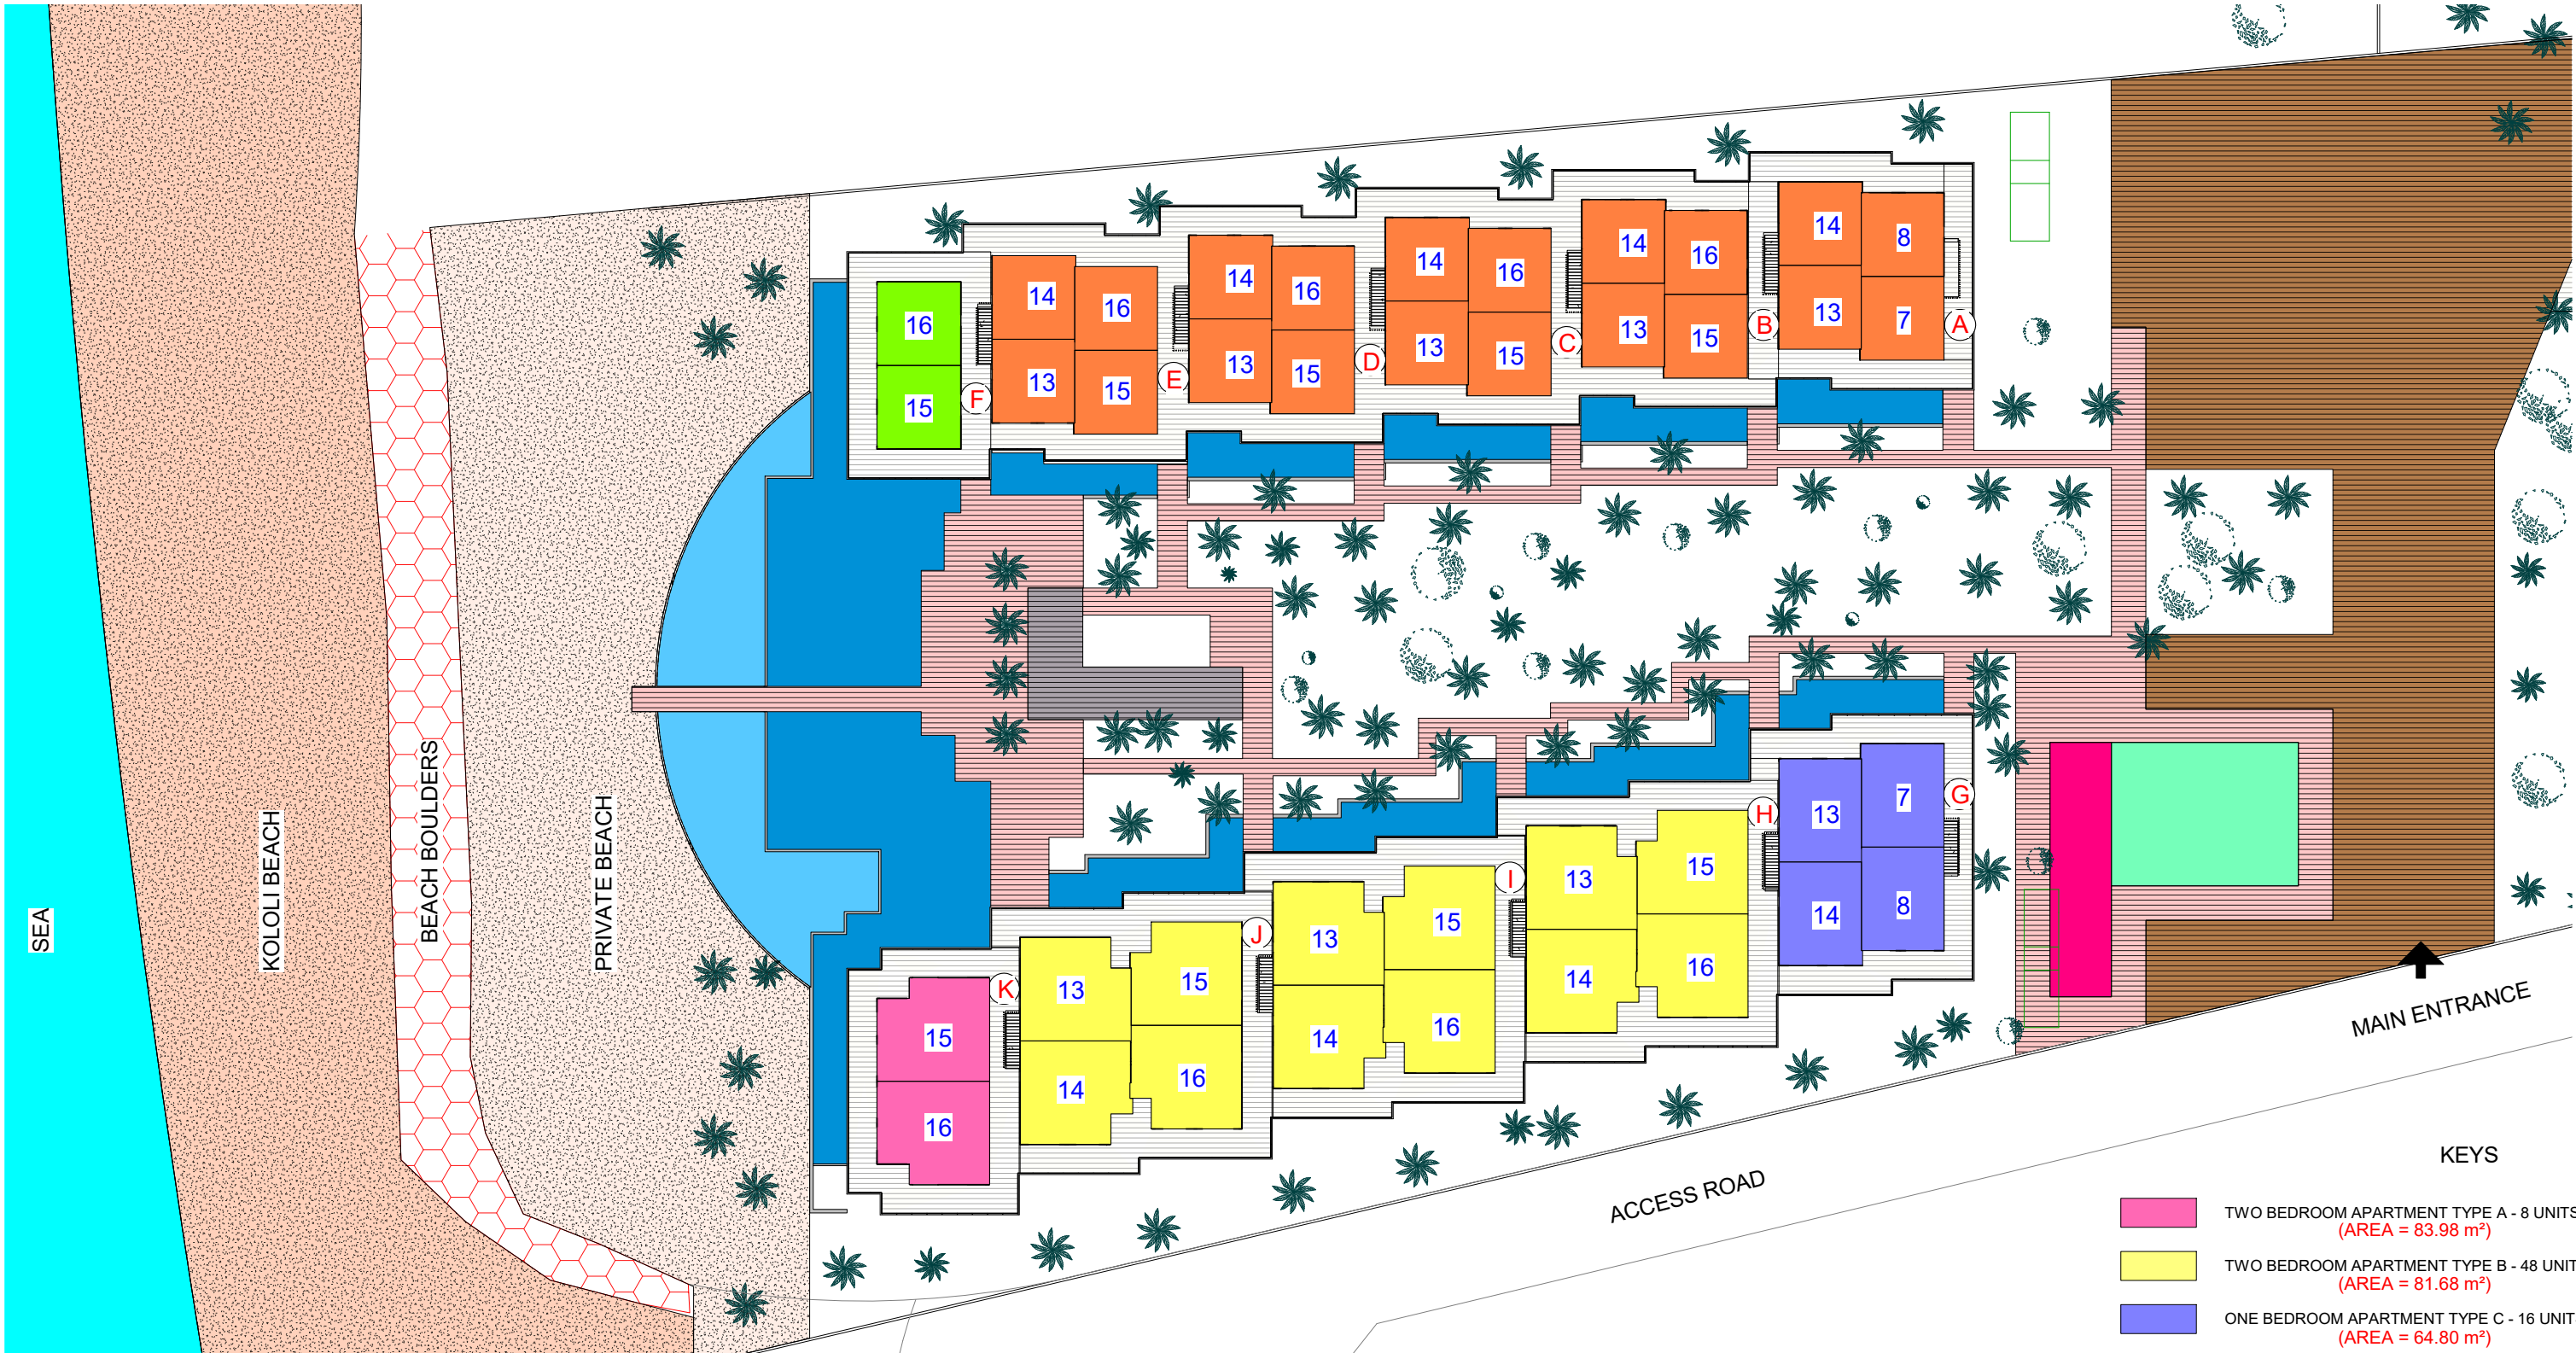 14
8
14
16
14
16
14
16
14
16
16
13
7
A
13
15
B
13
15
C
13
15
D
13
15
E
15
F
7
G
13
H
15
13
14
8
I
15
13
16
14
J
15
13
16
14
K
15
13
16
14
15
16
SEA
KOLOLI BEACH
BEACH BOULDERS
PRIVATE BEACH
MAIN ENTRANCE
ACCESS ROAD
KEYS
TWO BEDROOM APARTMENT TYPE A - 8 UNITS
(AREA = 83.98 m²)
TWO BEDROOM APARTMENT TYPE B - 48 UNIT
(AREA = 81.68 m²)
ONE BEDROOM APARTMENT TYPE C - 16 UNIT
(AREA = 64.80 m²)